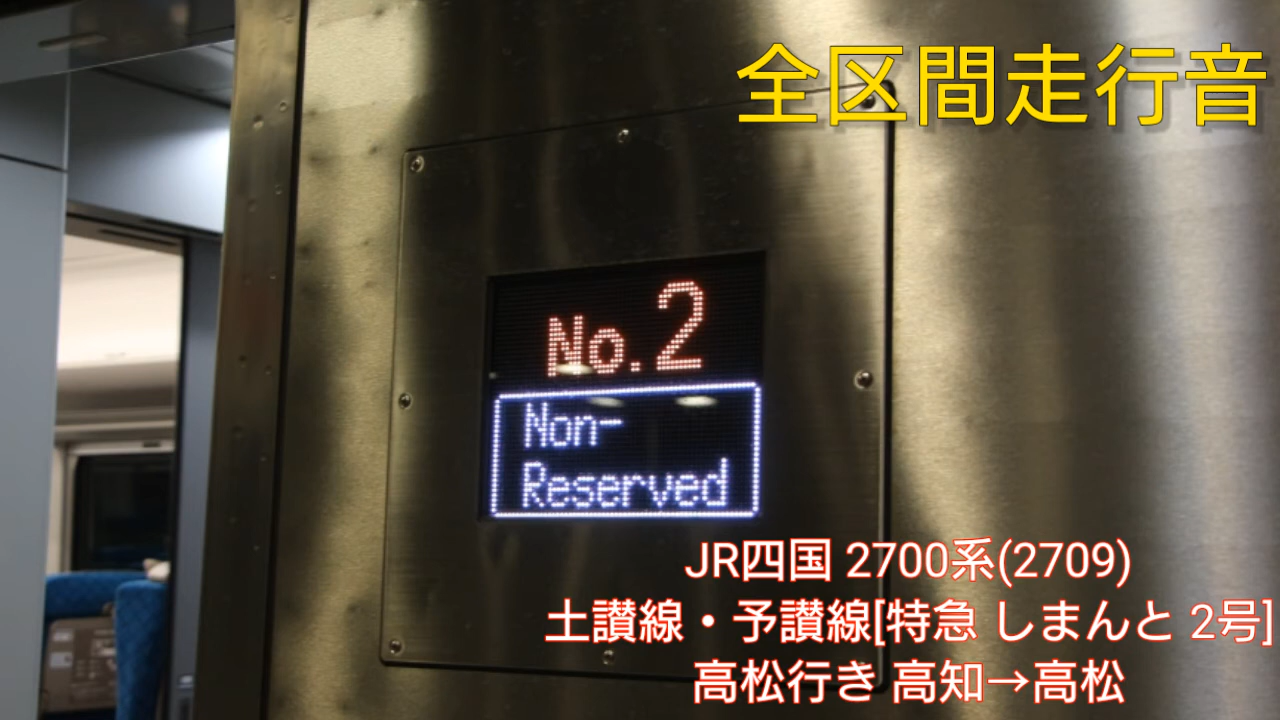 全区間走行音
No.2
Non-
Reserved
JR四国 2700系(2709)
土讃線・予讃線[特急 しまんと 2号]
高松行き 高知→高松